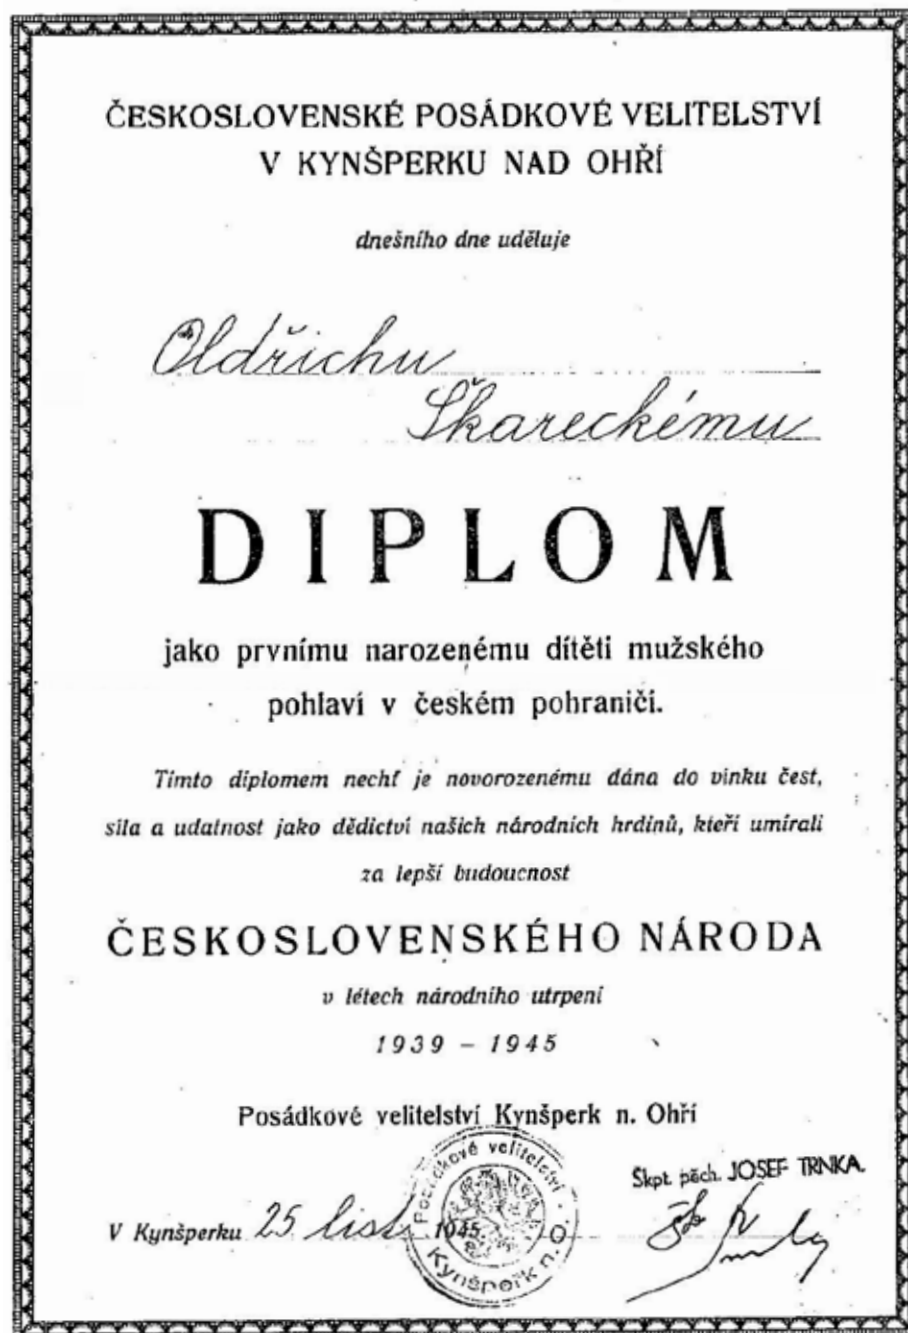 ČESKOSLOVENSKÉ POSÁDKOVÉ VELITELSTVÍ
V KYNŠPERKU NAD OHŘÍ
dnešního dne uděluje
Oldřichu
Škareckému
DIPLOM
jako prvnímu narozenému dítěti mužského
pohlaví v českém pohraničí.
Tímto diplomem nechť je novorozenému dána do vínku čest,
síla a udatnost jako dědictví našich národních hrdinů, kteří umírali
za lepší budoucnost
ČESKOSLOVENSKÉHO NÁRODA
v létech národního utrpení
1939 – 1945
Posádkové velitelství Kynšperk n. Ohří
Posádkové velitelství
Kynšperk n. O.
Škpt. pěch. JOSEF TRNKA.
V Kynšperku 25 list. 1945